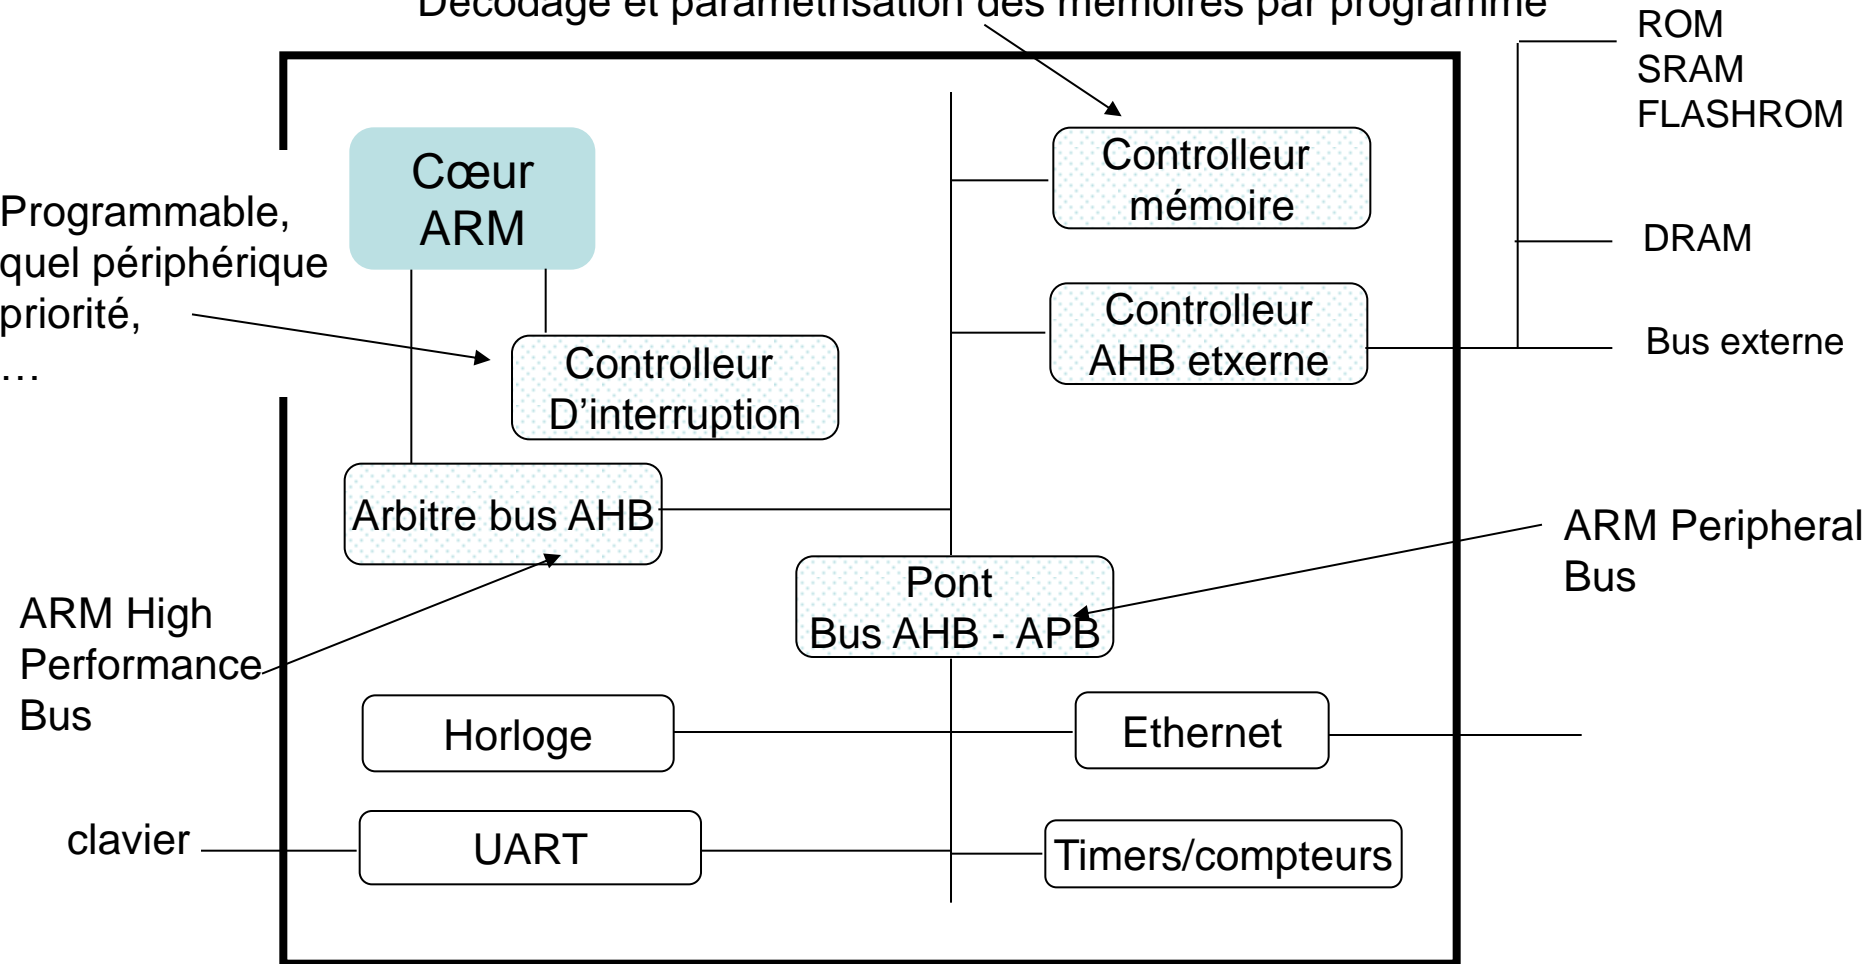 Décodage et paramétrisation des mémoires par programme
ROM
SRAM
FLASHROM
DRAM
Bus externe
Cœur
ARM
Controlleur
mémoire
Programmable,
quel périphérique
priorité,
…
Controlleur
AHB etxerne
Controlleur
D’interruption
Arbitre bus AHB
ARM Peripheral
Bus
Pont
Bus AHB - APB
ARM High
Performance
Bus
Horloge
Ethernet
clavier
UART
Timers/compteurs